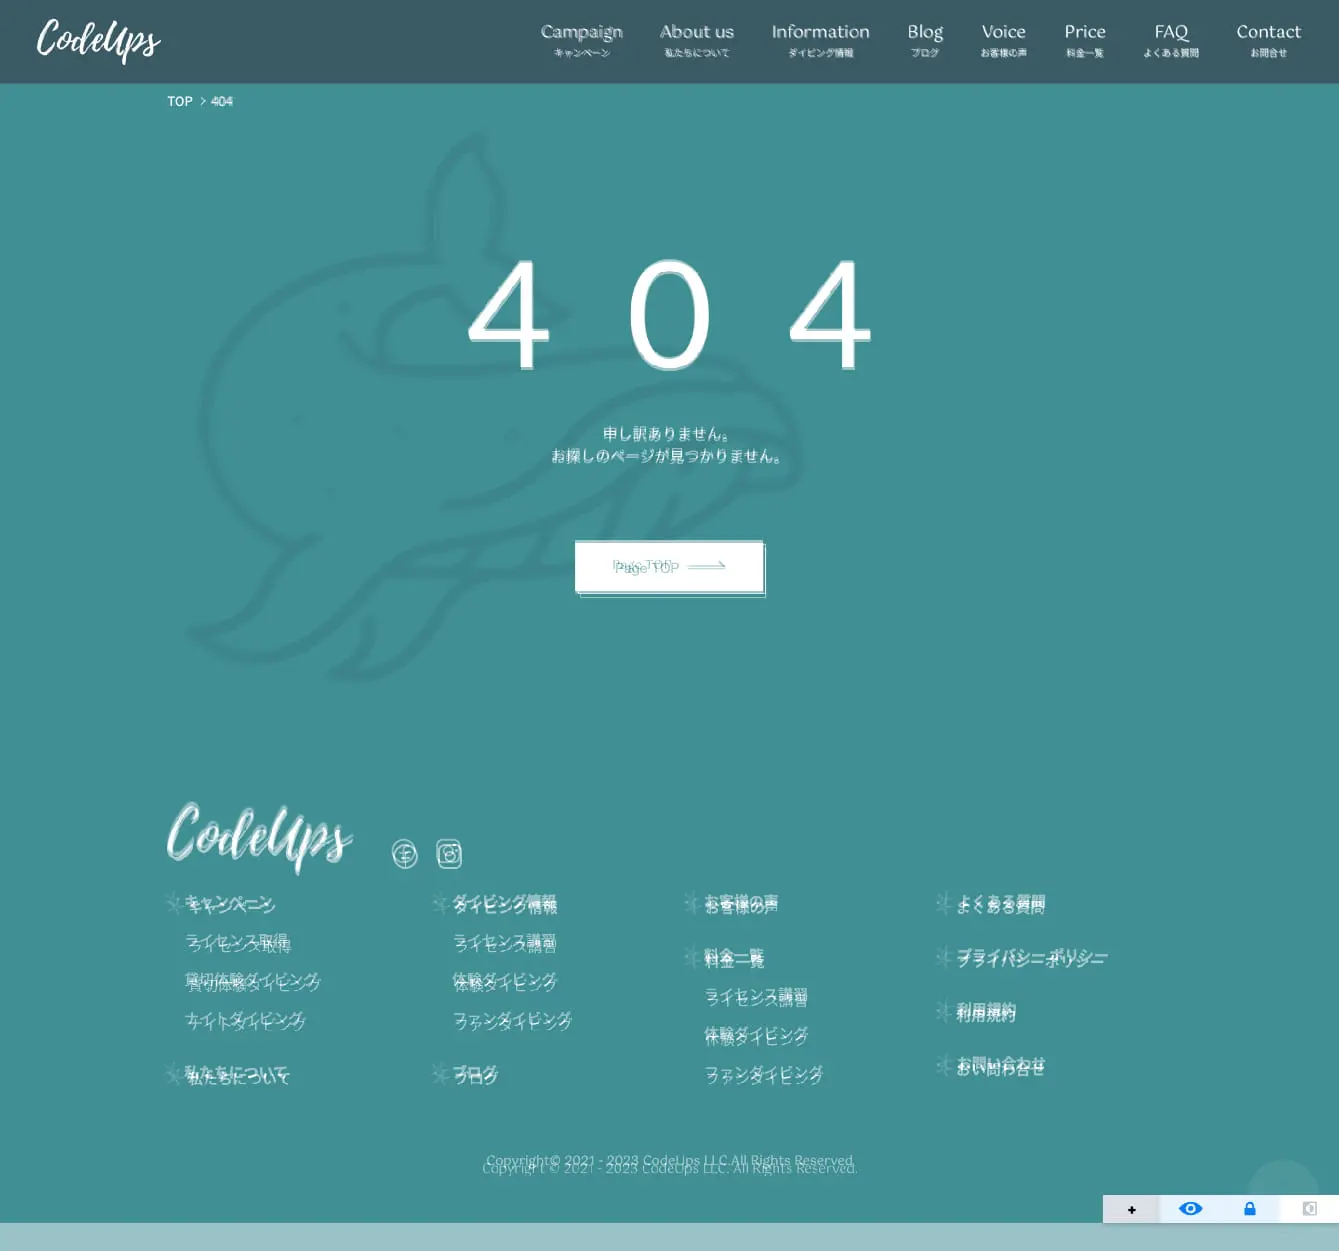 CodeUps
Campaign
キャンペーン
About us
私たちについて
Information
ダイビング情報
Blog
ブログ
Voice
お客様の声
Price
料金一覧
FAQ
よくある質問
Contact
お問合せ
TOP > 404
404
申し訳ありません。
お探しのページが見つかりません。
Page TOP
CodeUps
キャンペーン
ライセンス取得
貸切体験ダイビング
ナイトダイビング
私たちについて
ダイビング情報
ライセンス講習
体験ダイビング
ファンダイビング
ブログ
お客様の声
料金一覧
ライセンス講習
体験ダイビング
ファンダイビング
よくある質問
プライバシーポリシー
利用規約
お問い合わせ
Copyright © 2021 - 2023 CodeUps LLC. All Rights Reserved.